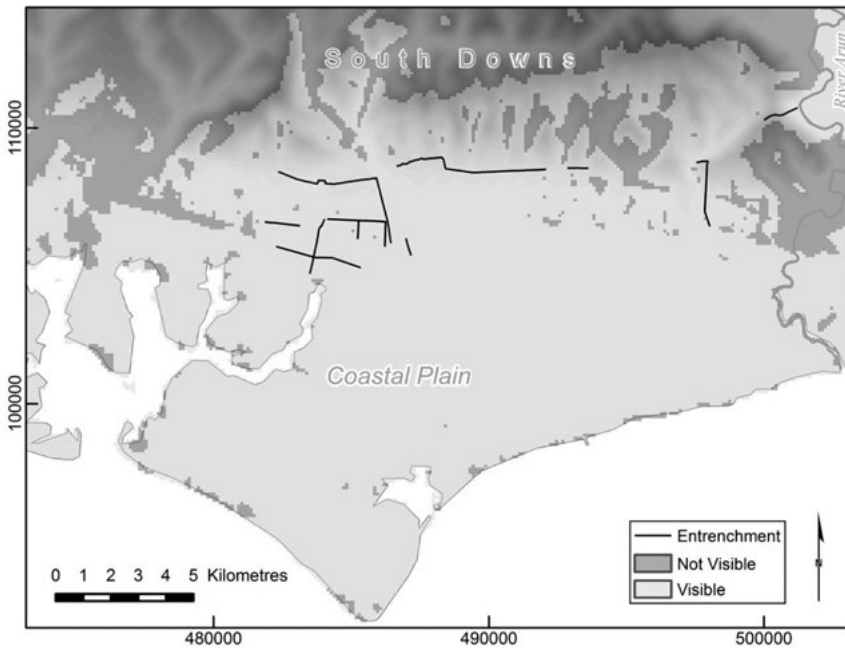 South Downs
River Arun
110000
Coastal Plain
100000
Entrenchment
Not Visible
Visible
N
0 1 2 3 4 5 Kilometres
480000
490000
500000